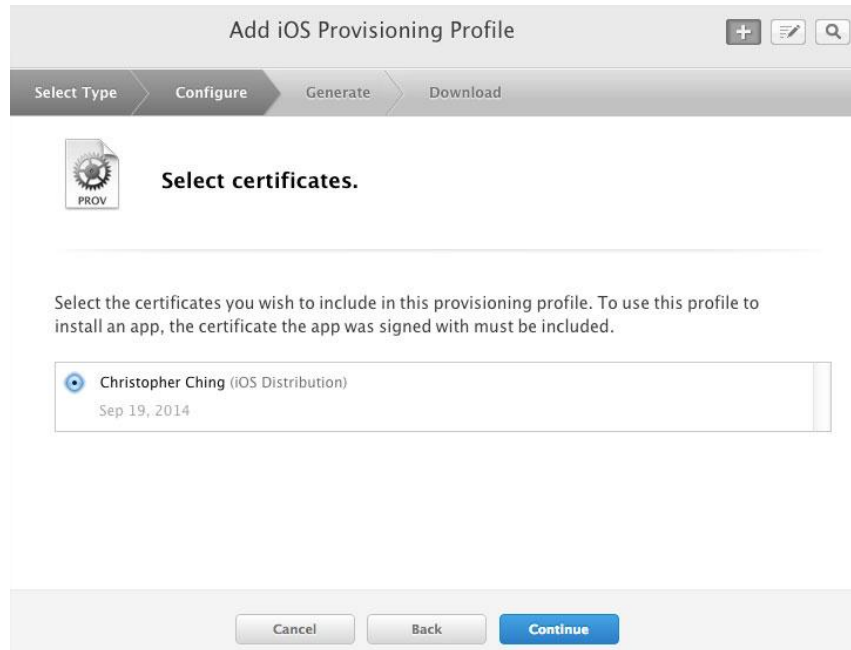 Add iOS Provisioning Profile
Select Type
Configure
Generate
Download
PROV
Select certificates.
Select the certificates you wish to include in this provisioning profile. To use this profile to
install an app, the certificate the app was signed with must be included.
Christopher Ching (iOS Distribution)
Sep 19, 2014
Cancel
Back
Continue